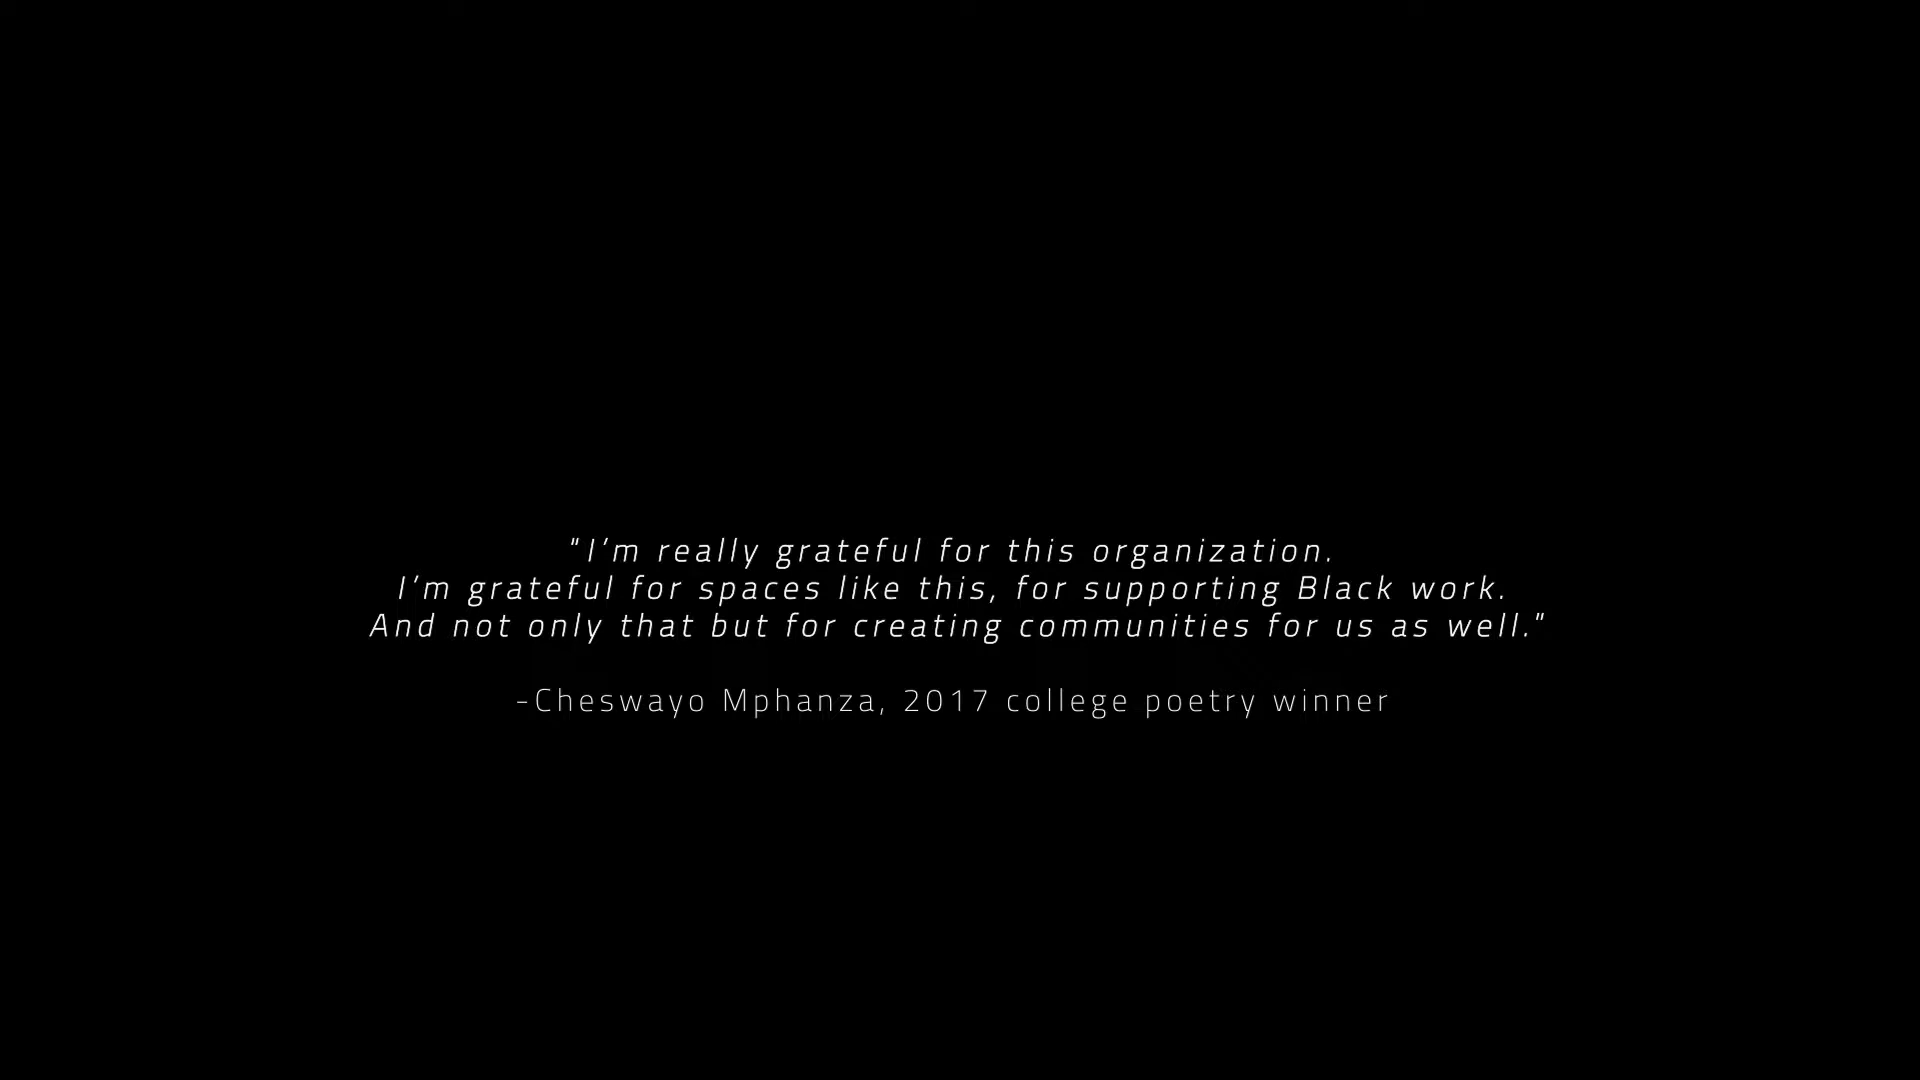 "I’m really grateful for this organization.
I’m grateful for spaces like this, for supporting Black work.
And not only that but for creating communities for us as well."
-Cheswayo Mphanza, 2017 college poetry winner